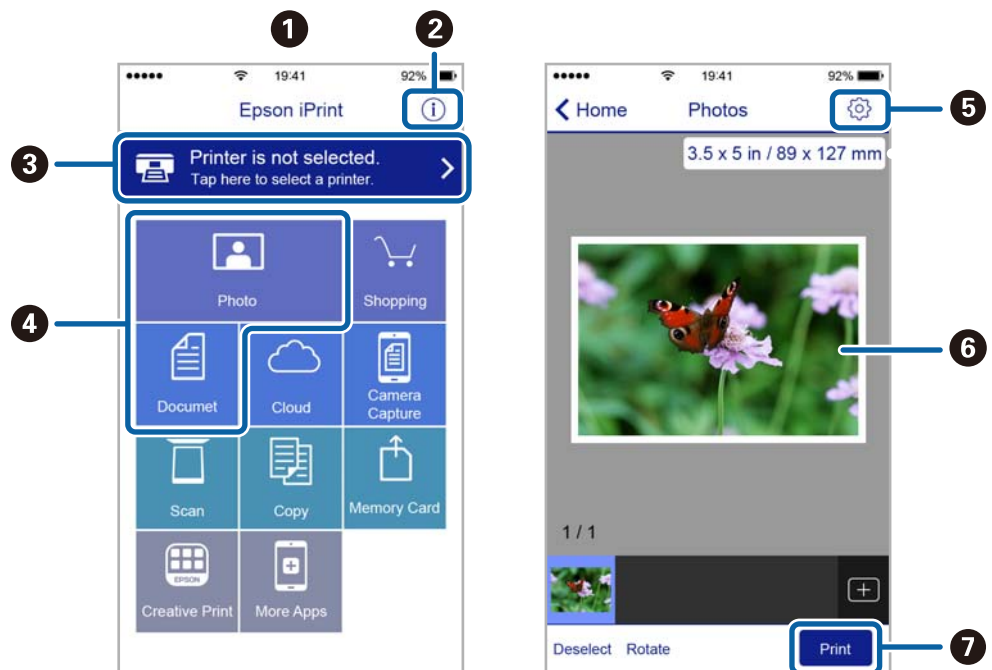 1
2
19:41
92%
Epson iPrint
3
Printer is not selected.
Tap here to select a printer.
4
Photo
Shopping
Documet
Cloud
Camera
Capture
Scan
Copy
Memory Card
EPSON
Creative Print
More Apps
19:41
92%
Home
Photos
5
3.5 x 5 in / 89 x 127 mm
6
1 / 1
Deselect
Rotate
Print
7